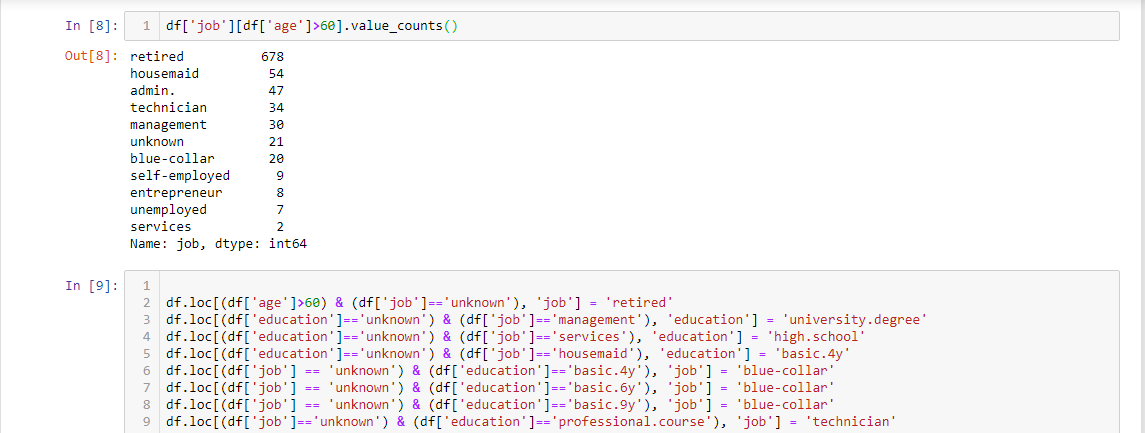 In [8]: 1 df['job'][df['age']>60].value_counts()
Out[8]: retired 678
housemaid 54
admin. 47
technician 34
management 30
unknown 21
blue-collar 20
self-employed 9
entrepreneur 8
unemployed 7
services 2
Name: job, dtype: int64
In [9]: 1
2 df.loc[(df['age']>60) & (df['job']=='unknown'), 'job'] = 'retired'
3 df.loc[(df['education']=='unknown') & (df['job']=='management'), 'education'] = 'university.degree'
4 df.loc[(df['education']=='unknown') & (df['job']=='services'), 'education'] = 'high.school'
5 df.loc[(df['education']=='unknown') & (df['job']=='housemaid'), 'education'] = 'basic.4y'
6 df.loc[(df['job'] == 'unknown') & (df['education']=='basic.4y'), 'job'] = 'blue-collar'
7 df.loc[(df['job'] == 'unknown') & (df['education']=='basic.6y'), 'job'] = 'blue-collar'
8 df.loc[(df['job'] == 'unknown') & (df['education']=='basic.9y'), 'job'] = 'blue-collar'
9 df.loc[(df['job']=='unknown') & (df['education']=='professional.course'), 'job'] = 'technician'